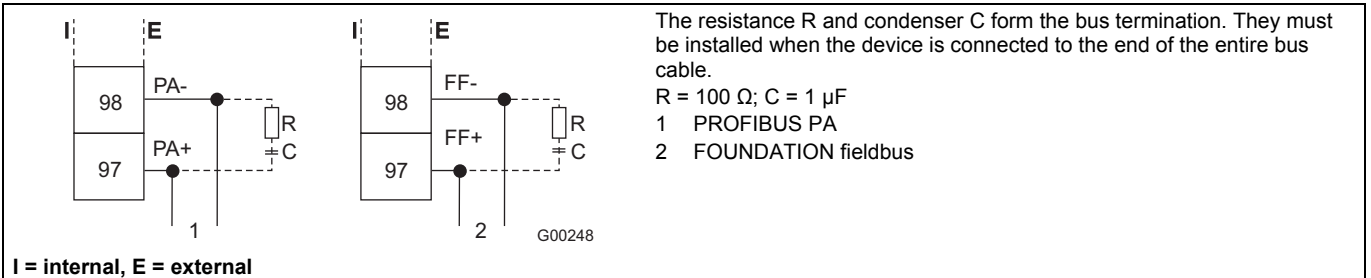 I E
PA-
98
R
PA+
C
97
1
I E
FF-
98
R
FF+
C
97
2
G00248
I = internal, E = external
The resistance R and condenser C form the bus termination. They must
be installed when the device is connected to the end of the entire bus
cable.
R = 100 Ω; C = 1 µF
1 PROFIBUS PA
2 FOUNDATION fieldbus